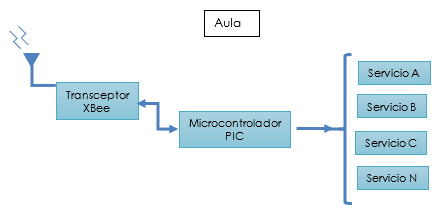 Aula
Transceptor
XBee
Microcontrolador
PIC
Servicio A
Servicio B
Servicio C
Servicio N